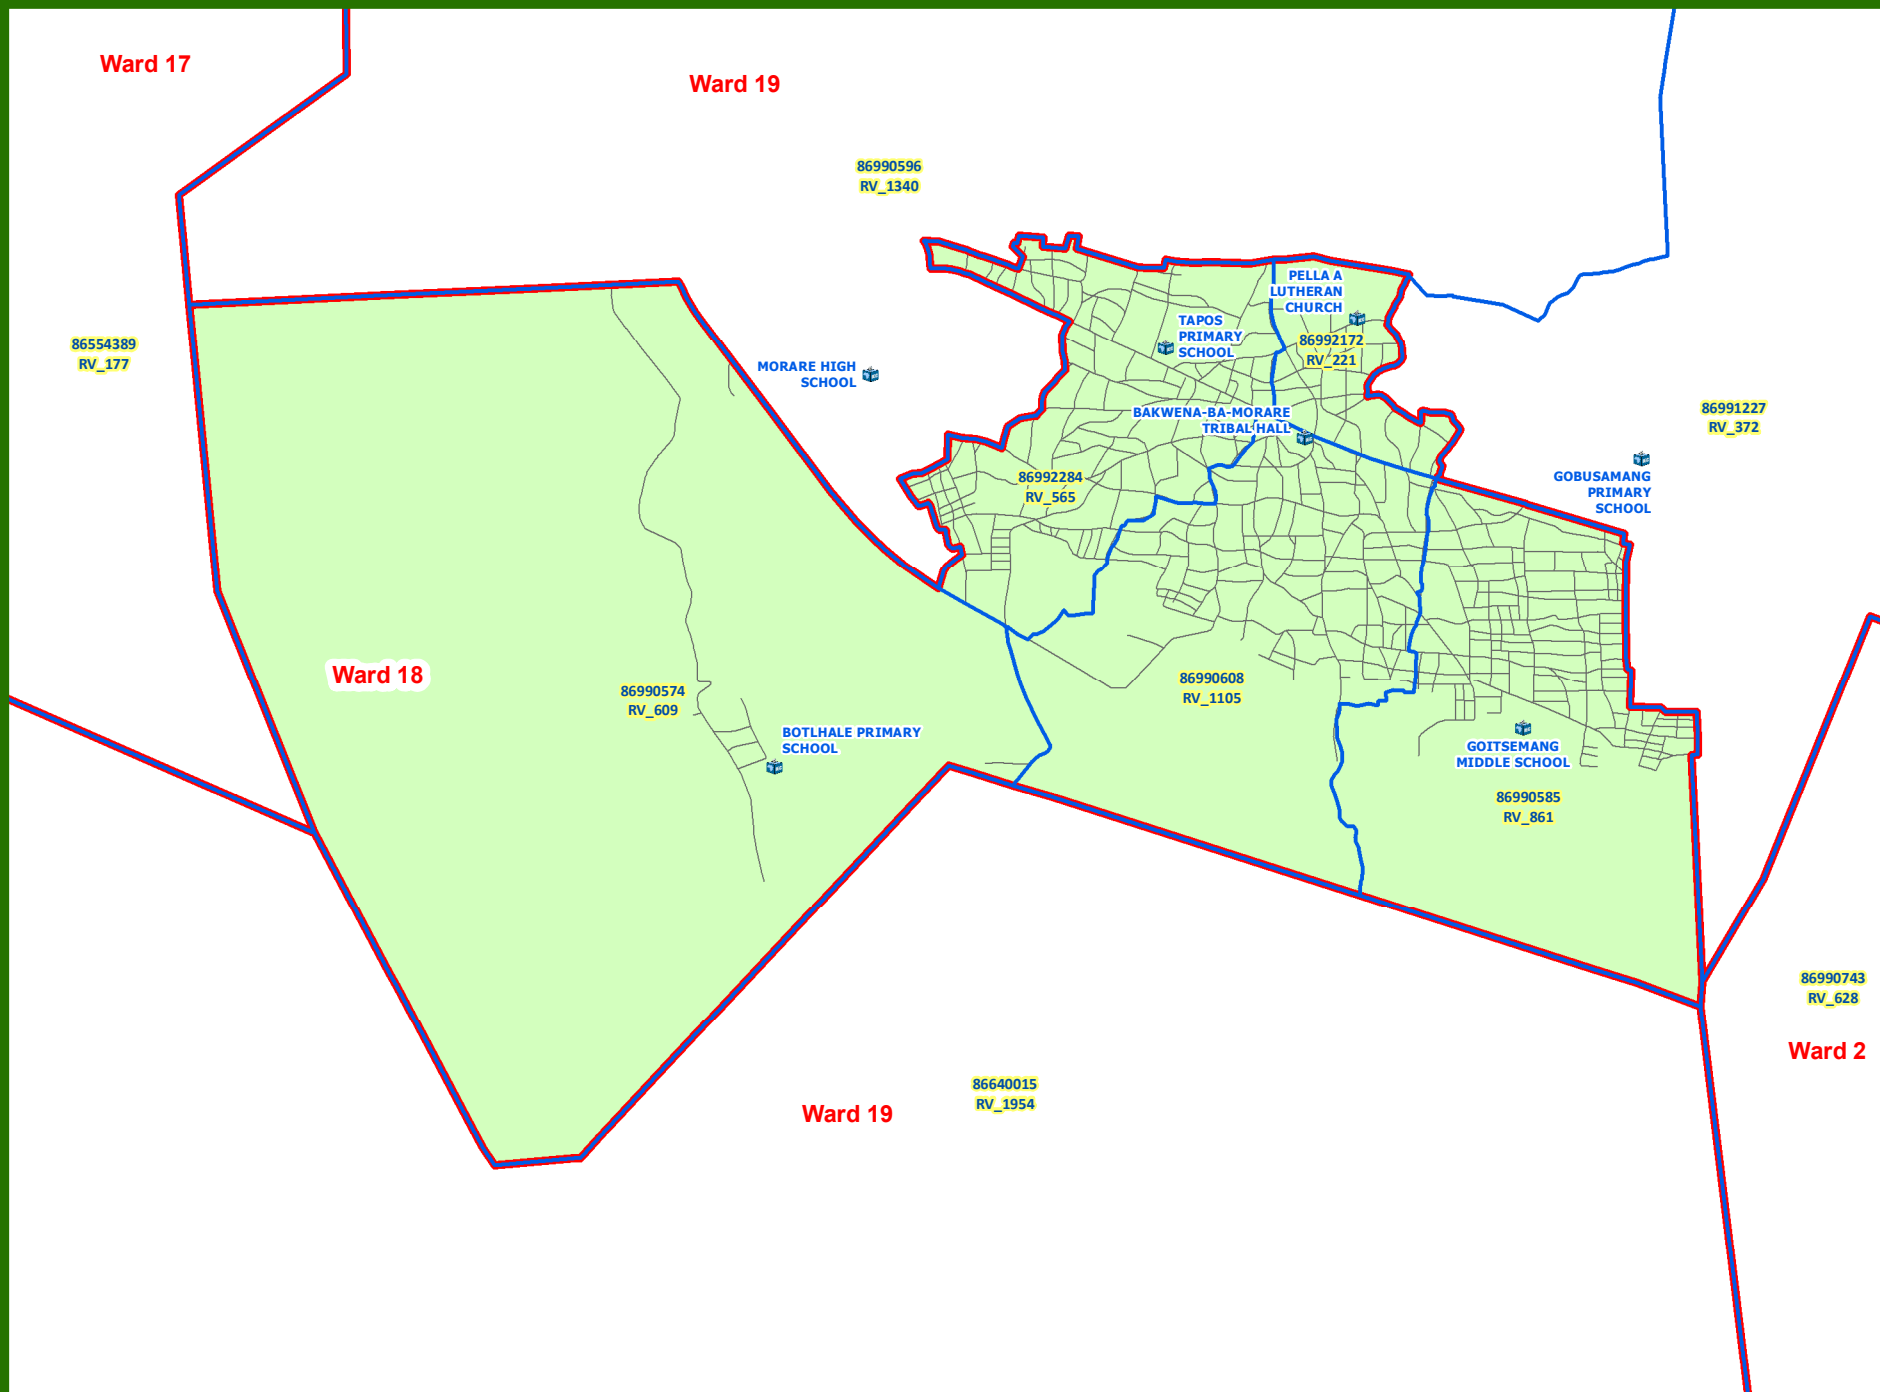 Ward 17
Ward 19
86990596
RV_1340
PELLA A
LUTHERAN
CHURCH
TAPOS
PRIMARY
SCHOOL
86992172
RV_221
86554389
RV_177
MORARE HIGH
SCHOOL
BAKWENA-BA-MORARE
TRIBAL HALL
86991227
RV_372
GOBUSAMANG
PRIMARY
SCHOOL
86992284
RV_565
Ward 18
86990574
RV_609
86990608
RV_1105
BOTLHALE PRIMARY
SCHOOL
GOITSEMANG
MIDDLE SCHOOL
86990585
RV_861
86990743
RV_628
Ward 2
86640015
RV_1954
Ward 19